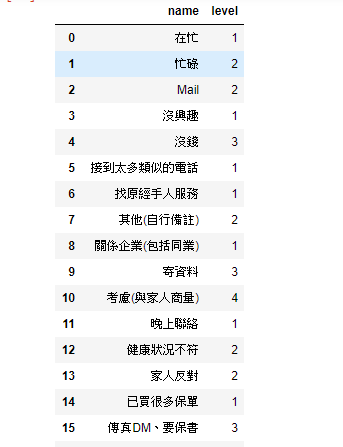 name level
0 在忙 1
1 忙碌 2
2 Mail 2
3 沒興趣 1
4 沒錢 3
5 接到太多類似的電話 1
6 找原經手人服務 1
7 其他(自行備註) 2
8 關係企業(包括同業) 1
9 寄資料 3
10 考慮(與家人商量) 4
11 晚上聯絡 1
12 健康狀況不符 2
13 家人反對 2
14 已買很多保單 1
15 傳真DM、要保書 3